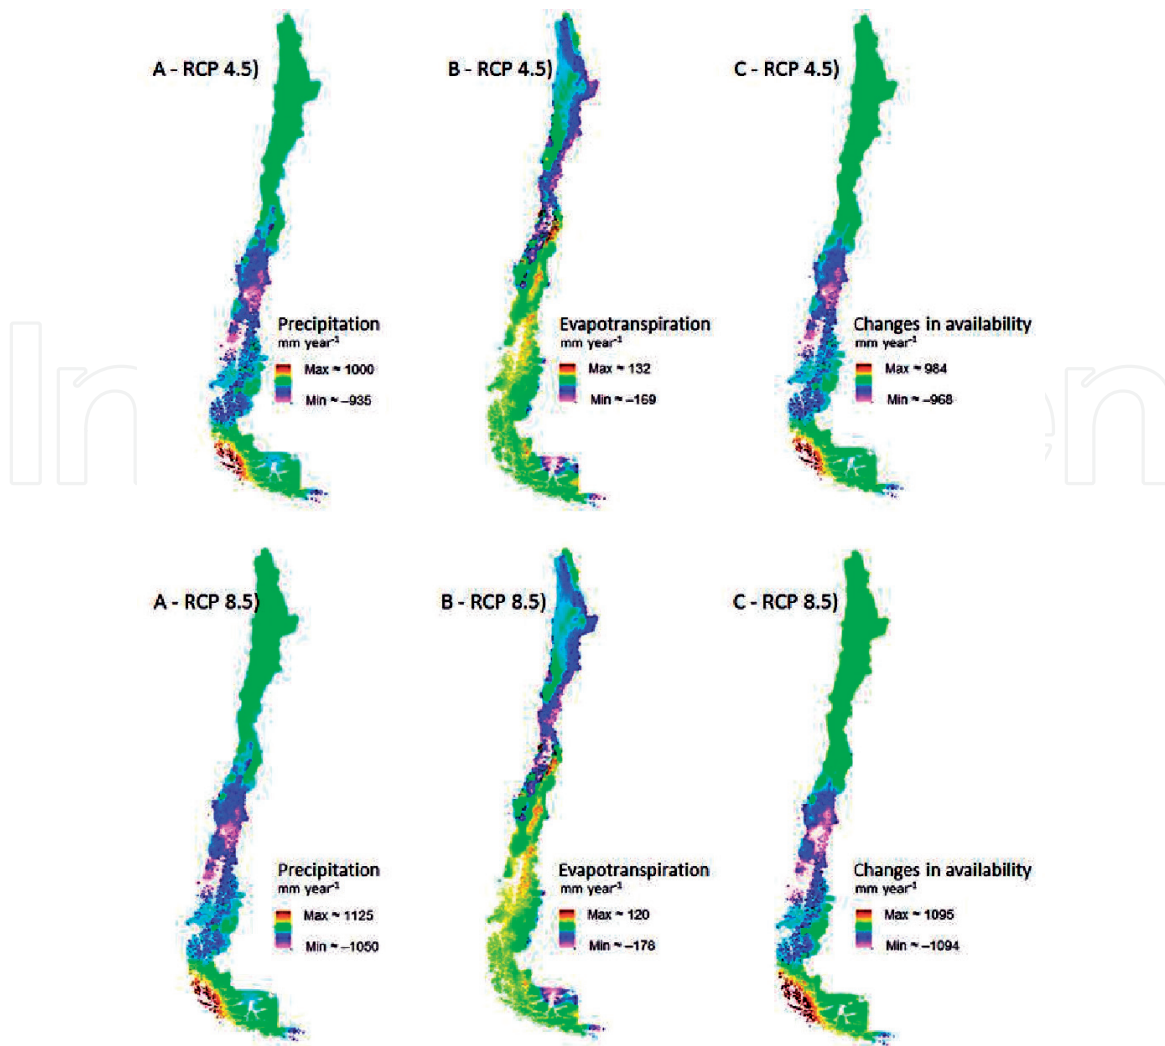 A - RCP 4.5)
B - RCP 4.5)
C - RCP 4.5)
Precipitation
mm year⁻¹
Max ≈ 1000
Min ≈ –935
Evapotranspiration
mm year⁻¹
Max ≈ 132
Min ≈ –169
Changes in availability
mm year⁻¹
Max ≈ 984
Min ≈ –968
In
en
A - RCP 8.5)
B - RCP 8.5)
C - RCP 8.5)
Precipitation
mm year⁻¹
Max ≈ 1125
Min ≈ –1050
Evapotranspiration
mm year⁻¹
Max ≈ 120
Min ≈ –178
Changes in availability
mm year⁻¹
Max ≈ 1095
Min ≈ –1094